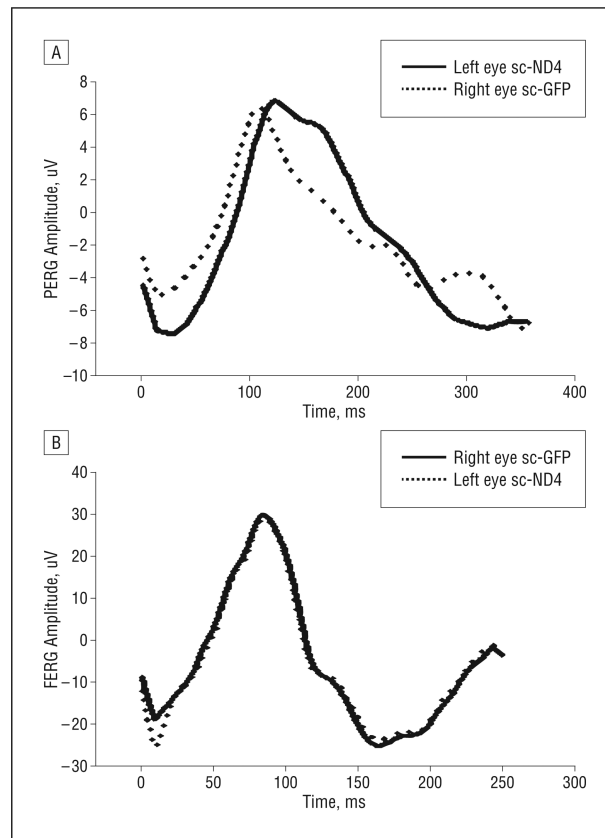 A
Left eye sc-ND4
Right eye sc-GFP
8
6
4
2
0
−2
−4
−6
−8
−10
PERG Amplitude, uV
0 100 200 300 400
Time, ms
B
Right eye sc-GFP
Left eye sc-ND4
40
30
20
10
0
−10
−20
−30
FERG Amplitude, uV
0 50 100 150 200 250 300
Time, ms